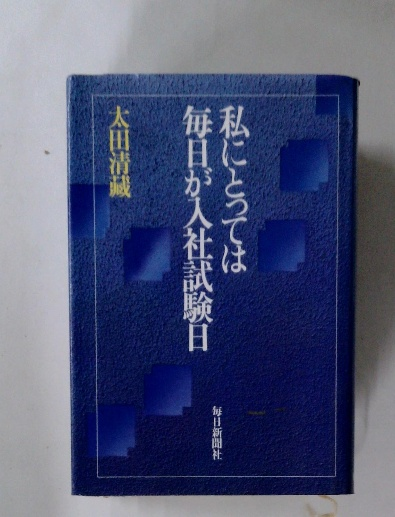 私にとっては
毎日が入社試験日
太田清蔵
毎日新聞社